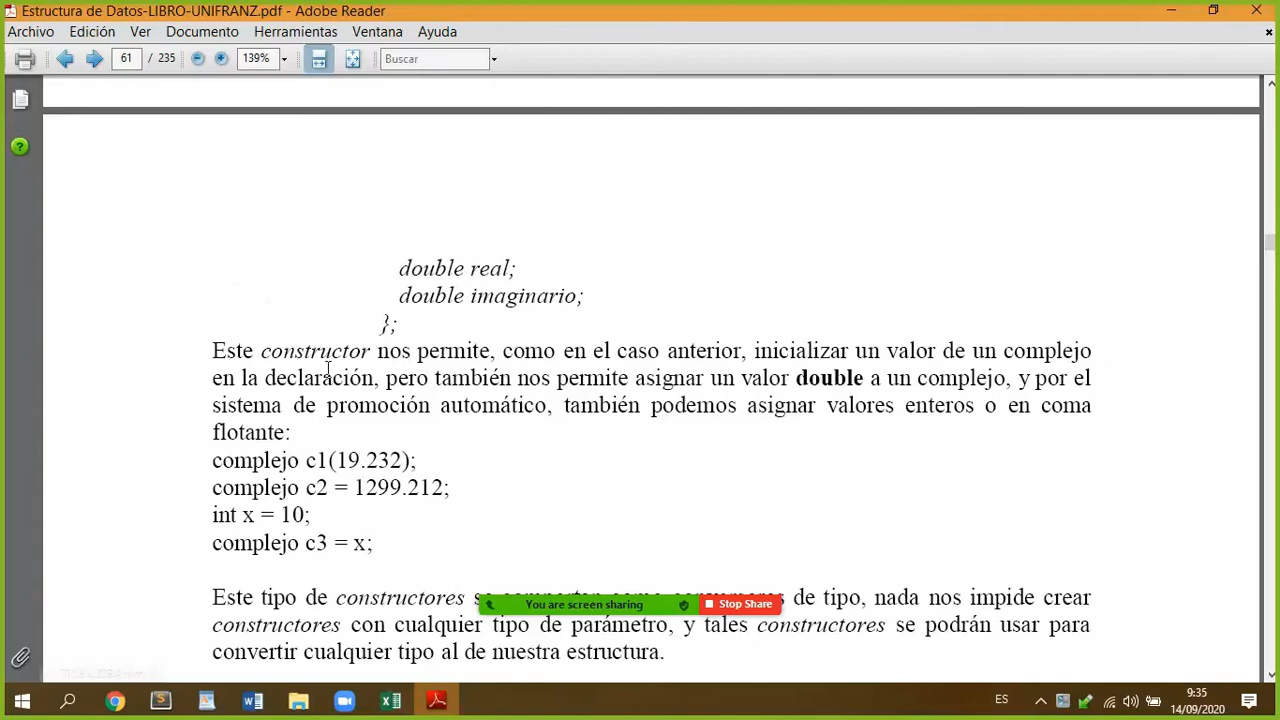 Estructura de Datos-LIBRO-UNIFRANZ.pdf - Adobe Reader
Archivo Edición Ver Documento Herramientas Ventana Ayuda
61 / 235 139% Buscar
double real;
double imaginario;
};
Este constructor nos permite, como en el caso anterior, inicializar un valor de un complejo
en la declaración, pero también nos permite asignar un valor double a un complejo, y por el
sistema de promoción automático, también podemos asignar valores enteros o en coma
flotante:
complejo c1(19.232);
complejo c2 = 1299.212;
int x = 10;
complejo c3 = x;
Este tipo de constructores de tipo, nada nos impide crear
You are screen sharing Stop Share
constructores con cualquier tipo de parámetro, y tales constructores se podrán usar para
convertir cualquier tipo al de nuestra estructura.
ES
9:35
14/09/2020